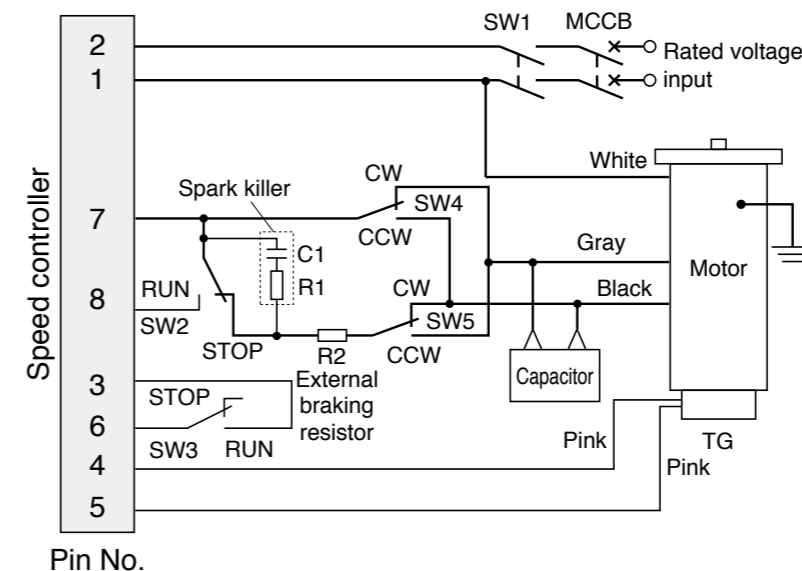 SW1 MCCB
2
Rated voltage
input
1
White
Spark killer
CW
SW4
7
CCW
Gray
C1
Motor
Speed controller
8
RUN
R1
CW
Black
SW2
SW5
STOP
R2
CCW
Capacitor
3
External
braking
resistor
STOP
6
SW3 RUN
Pink
TG
4
Pink
5
Pin No.